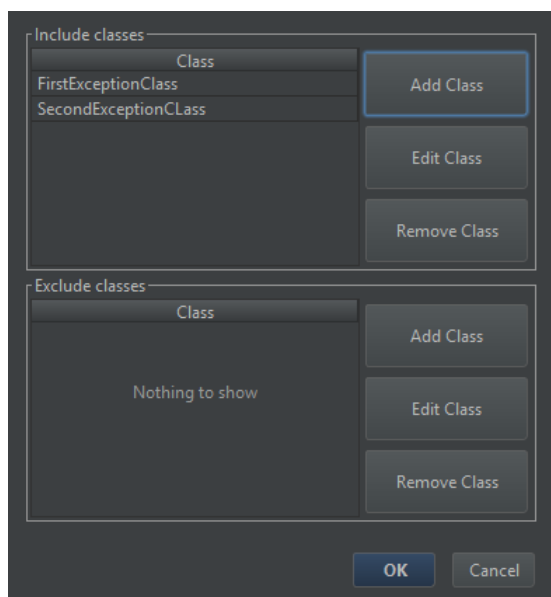 Include classes
Class
FirstExceptionClass
SecondExceptionCLass
Add Class
Edit Class
Remove Class
Exclude classes
Class
Nothing to show
Add Class
Edit Class
Remove Class
OK
Cancel